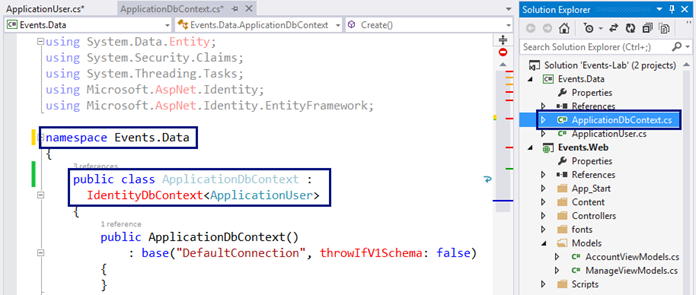 ApplicationUser.cs*
ApplicationDbContext.cs*
Events.Data
Events.Data.ApplicationDbContext
Create()
using System.Data.Entity;
using System.Security.Claims;
using System.Threading.Tasks;
using Microsoft.AspNet.Identity;
using Microsoft.AspNet.Identity.EntityFramework;
namespace Events.Data
{
3 references
public class ApplicationDbContext :
IdentityDbContext<ApplicationUser>
{
1 reference
public ApplicationDbContext()
: base("DefaultConnection", throwIfV1Schema: false)
{
}
Solution Explorer
Search Solution Explorer (Ctrl+;)
Solution 'Events-Lab' (2 projects)
Events.Data
Properties
References
ApplicationDbContext.cs
ApplicationUser.cs
Events.Web
Properties
References
App_Start
Content
Controllers
fonts
Models
AccountViewModels.cs
ManageViewModels.cs
Scripts